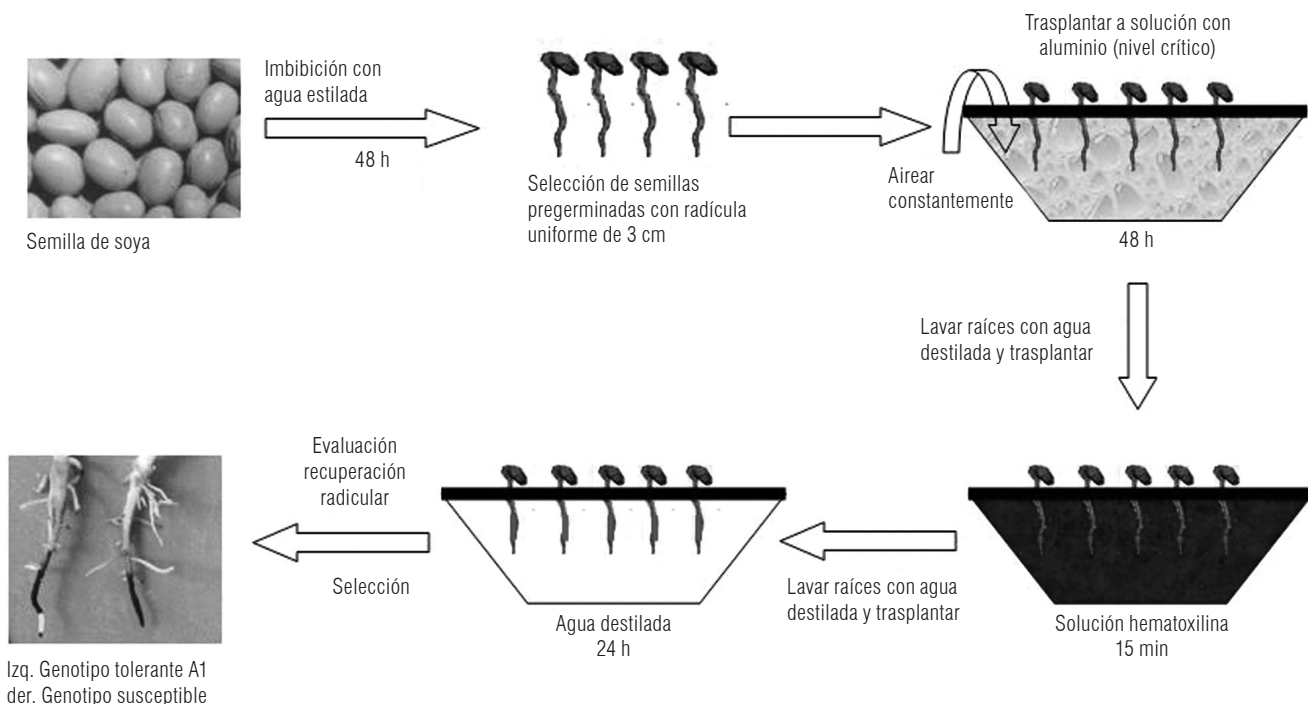 Semilla de soya
Imbibición con
agua estilada
48 h
Selección de semillas
pregerminadas con radícula
uniforme de 3 cm
Trasplantar a solución con
aluminio (nivel crítico)
Airear
constantemente
48 h
Lavar raíces con agua
destilada y trasplantar
Solución hematoxilina
15 min
Lavar raíces con agua
destilada y trasplantar
Agua destilada
24 h
Evaluación
recuperación
radicular
Selección
Izq. Genotipo tolerante A1
der. Genotipo susceptible